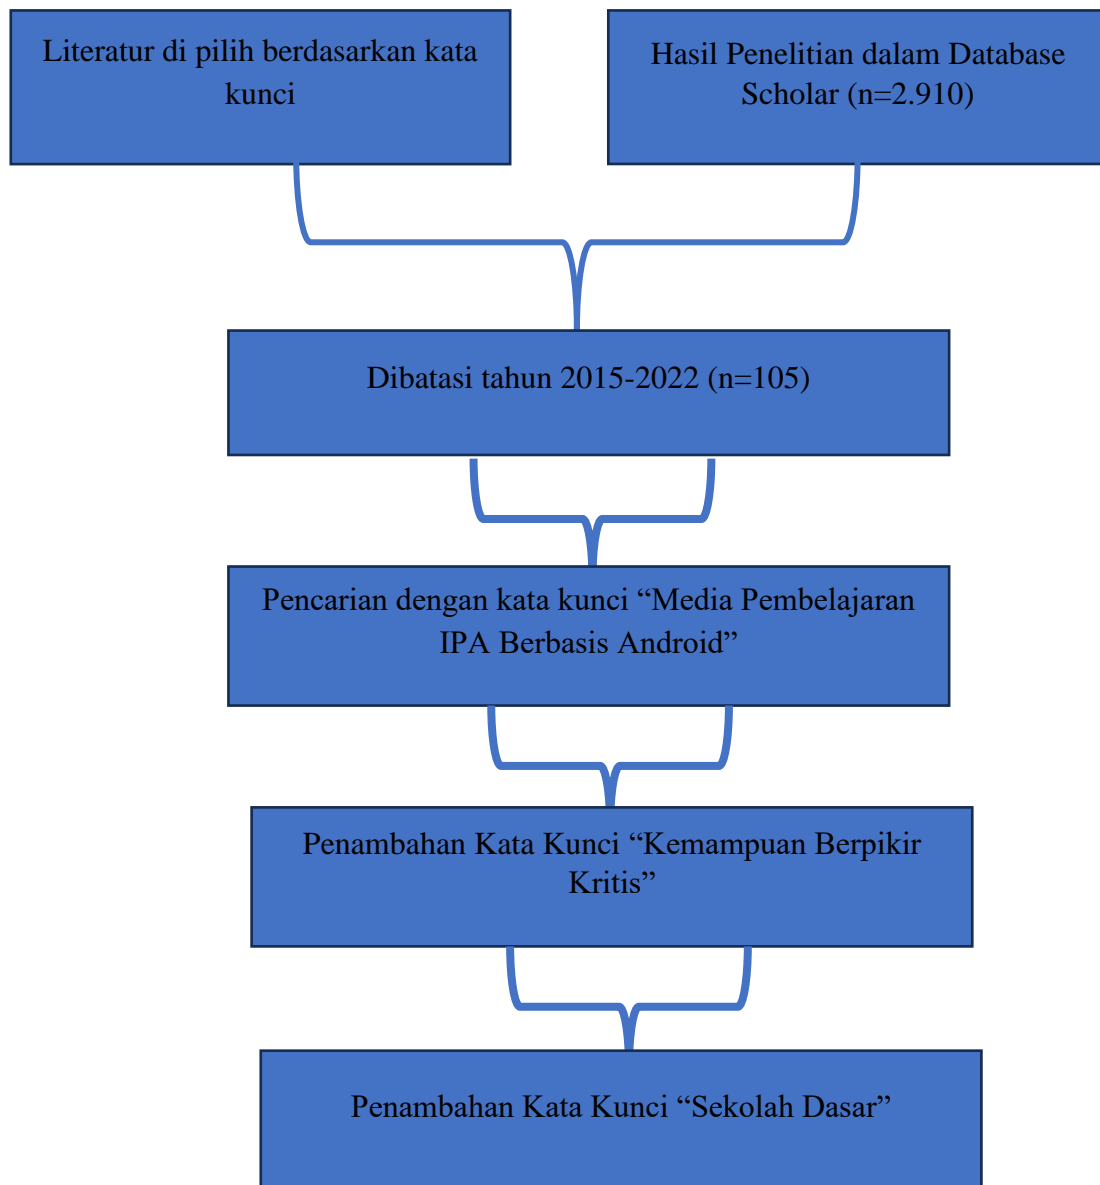 Literatur di pilih berdasarkan kata
kunci
Hasil Penelitian dalam Database
Scholar (n=2.910)
Dibatasi tahun 2015-2022 (n=105)
Pencarian dengan kata kunci “Media Pembelajaran
IPA Berbasis Android”
Penambahan Kata Kunci “Kemampuan Berpikir
Kritis”
Penambahan Kata Kunci “Sekolah Dasar”